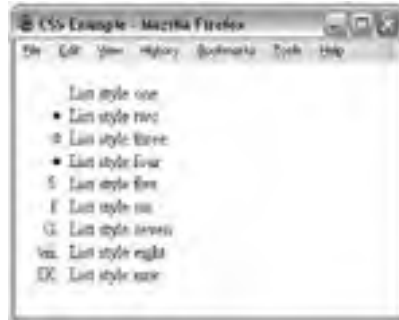 CSS Example - Mozilla Firefox
File Edit View History Bookmarks Tools Help
List style one
• List style two
List style three
List style four
5. List style five
f. List style six
G. List style seven
viii. List style eight
IX. List style nine